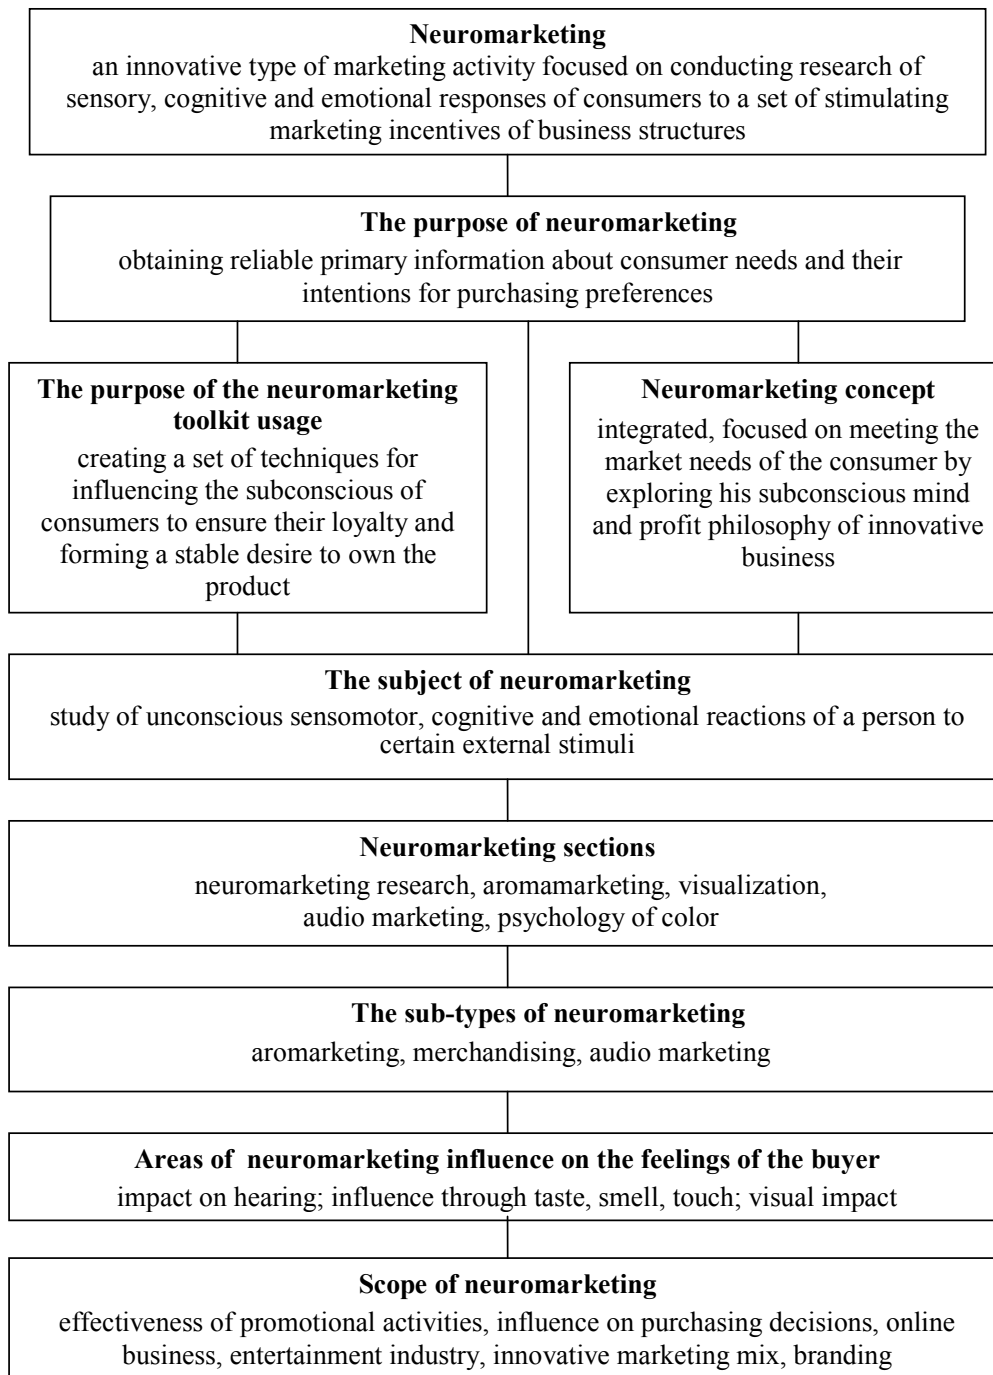 Neuromarketing
an innovative type of marketing activity focused on conducting research of
sensory, cognitive and emotional responses of consumers to a set of stimulating
marketing incentives of business structures
The purpose of neuromarketing
obtaining reliable primary information about consumer needs and their
intentions for purchasing preferences
The purpose of the neuromarketing
toolkit usage
creating a set of techniques for
influencing the subconscious of
consumers to ensure their loyalty and
forming a stable desire to own the
product
Neuromarketing concept
integrated, focused on meeting the
market needs of the consumer by
exploring his subconscious mind
and profit philosophy of innovative
business
The subject of neuromarketing
study of unconscious sensomotor, cognitive and emotional reactions of a person to
certain external stimuli
Neuromarketing sections
neuromarketing research, aromamarketing, visualization,
audio marketing, psychology of color
The sub-types of neuromarketing
aromarketing, merchandising, audio marketing
Areas of neuromarketing influence on the feelings of the buyer
impact on hearing; influence through taste, smell, touch; visual impact
Scope of neuromarketing
effectiveness of promotional activities, influence on purchasing decisions, online
business, entertainment industry, innovative marketing mix, branding